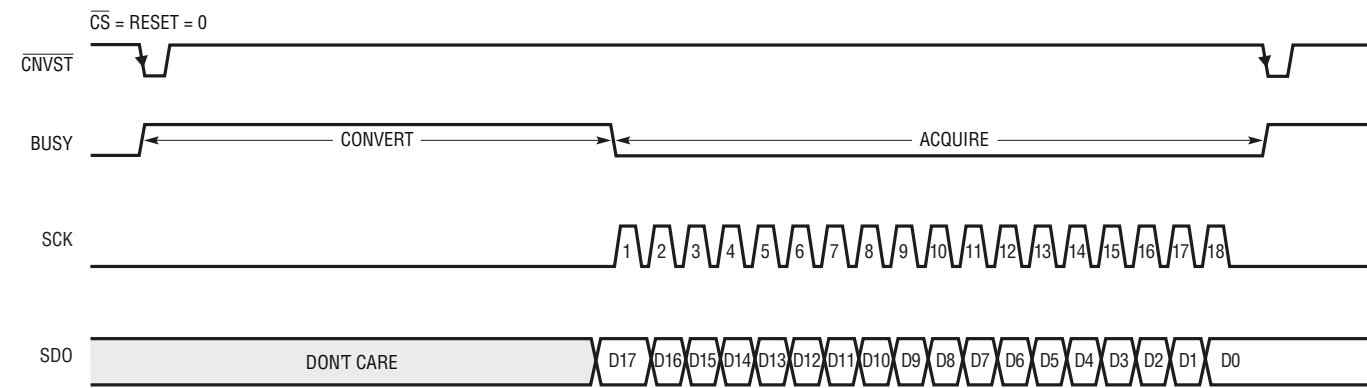 C̅S̅ = RESET = 0
C̅N̅V̅S̅T̅
BUSY CONVERT ACQUIRE
SCK 1 2 3 4 5 6 7 8 9 10 11 12 13 14 15 16 17 18
SDO DON'T CARE D17 D16 D15 D14 D13 D12 D11 D10 D9 D8 D7 D6 D5 D4 D3 D2 D1 D0